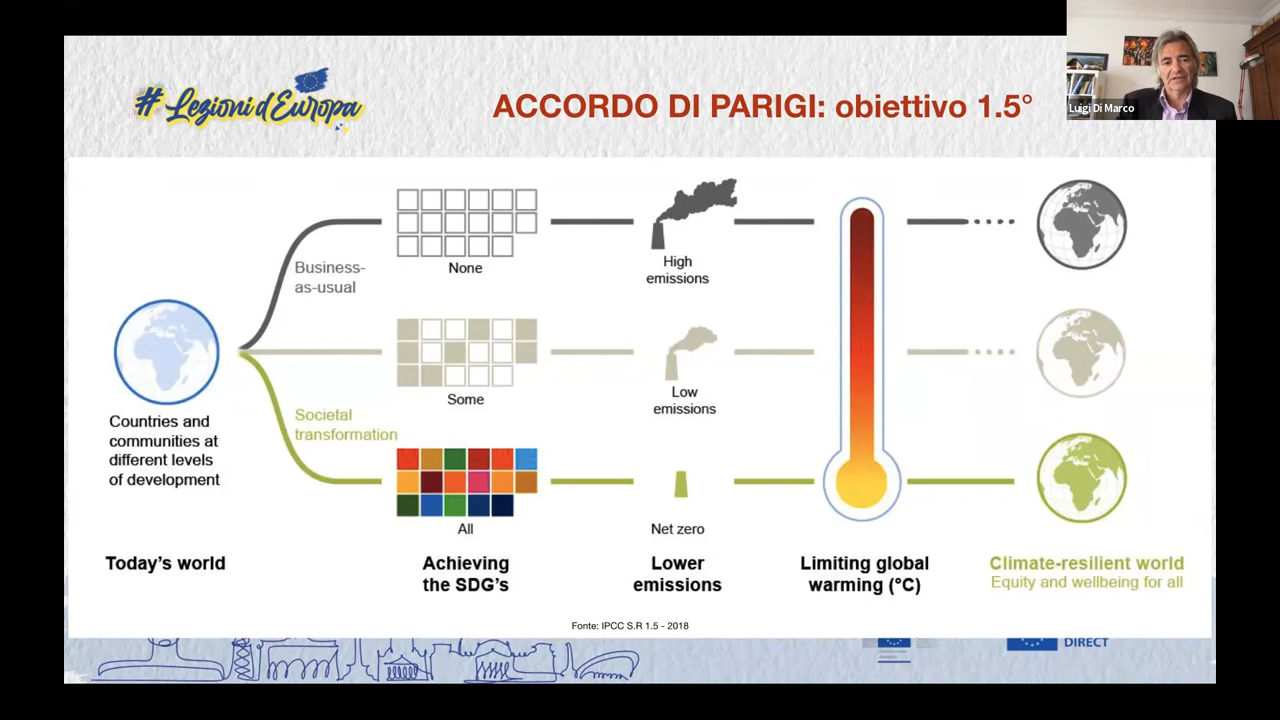 #Lezioni d'Europa
ACCORDO DI PARIGI: obiettivo 1.5°
Luigi Di Marco
Business-
as-usual
None
High
emissions
Some
Low
emissions
Countries and
communities at
different levels
of development
Societal
transformation
All
Net zero
Today's world
Achieving
the SDG's
Lower
emissions
Limiting global
warming (°C)
Climate-resilient world
Equity and wellbeing for all
Fonte: IPCC S.R 1.5 - 2018
DIRECT